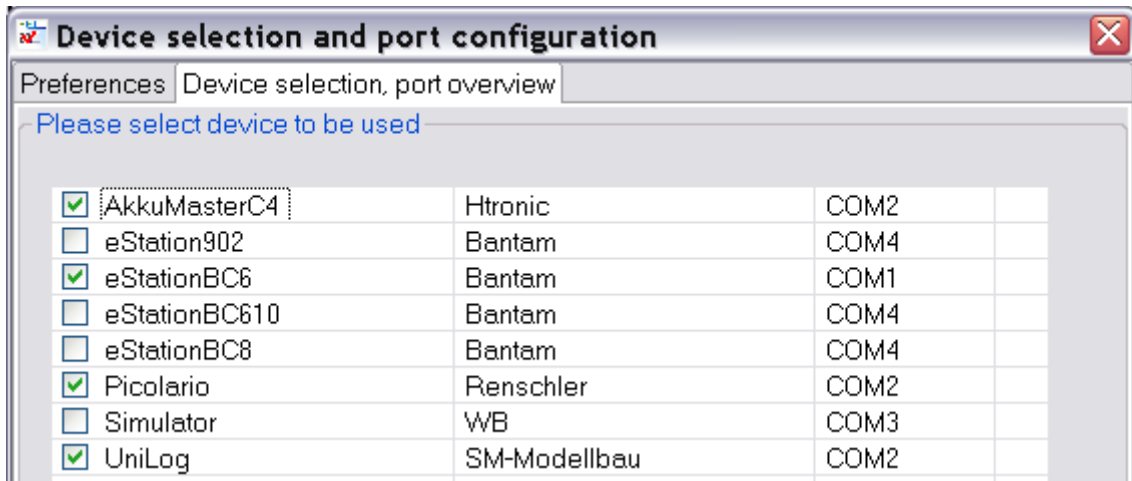 Device selection and port configuration
Preferences Device selection, port overview
Please select device to be used
AkkuMasterC4 Htronic COM2
eStation902 Bantam COM4
eStationBC6 Bantam COM1
eStationBC610 Bantam COM4
eStationBC8 Bantam COM4
Picolario Renschler COM2
Simulator WB COM3
UniLog SM-Modellbau COM2